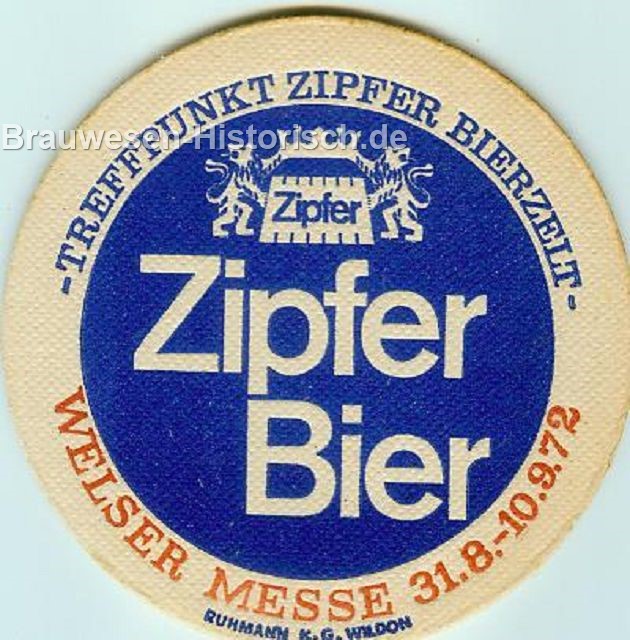 -TREFFPUNKT ZIPFER BIERZELT-
Brauwesen-Historisch.de
Zipfer
Zipfer
Bier
WELSER MESSE 31.8.-10.9.72
RUHMANN K.G. WILDON